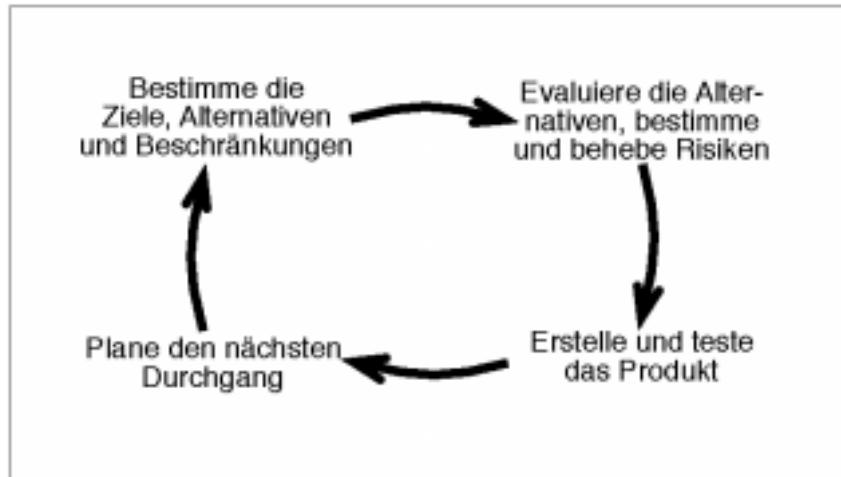 Bestimme die
Ziele, Alternativen
und Beschränkungen
Evaluiere die Alter-
nativen, bestimme
und behebe Risiken
Plane den nächsten
Durchgang
Erstelle und teste
das Produkt